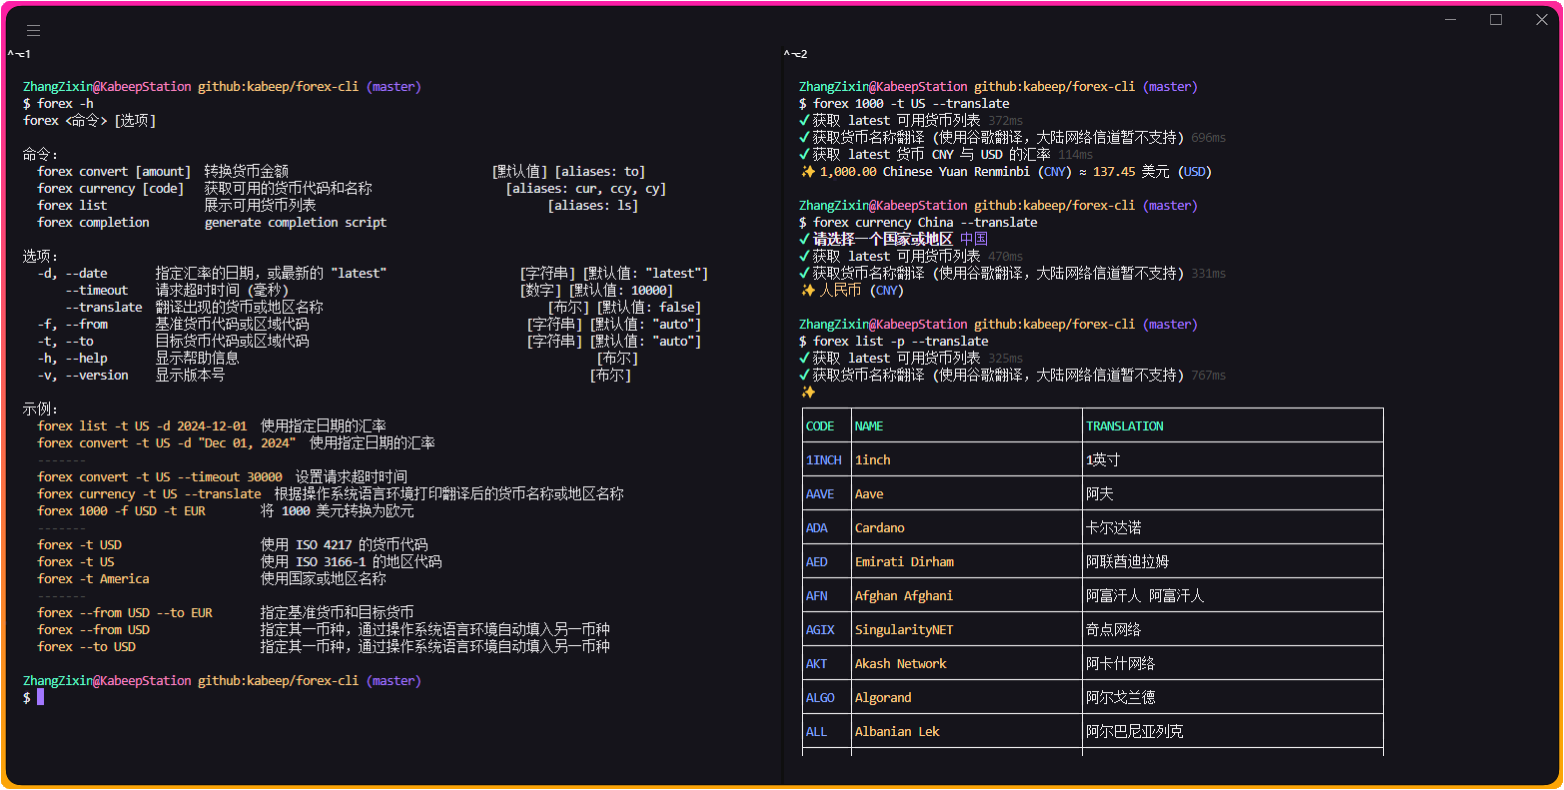 ^⌥1
ZhangZixin@KabeepStation github:kabeep/forex-cli (master)
$ forex -h
forex <命令> [选项]
命令:
forex convert [amount] 转换货币金额 [默认值] [aliases: to]
forex currency [code] 获取可用的货币代码和名称 [aliases: cur, ccy, cy]
forex list 展示可用货币列表 [aliases: ls]
forex completion generate completion script
选项:
-d, --date 指定汇率的日期，或最新的 "latest" [字符串] [默认值: "latest"]
--timeout 请求超时时间 (毫秒) [数字] [默认值: 10000]
--translate 翻译出现的货币或地区名称 [布尔] [默认值: false]
-f, --from 基准货币代码或区域代码 [字符串] [默认值: "auto"]
-t, --to 目标货币代码或区域代码 [字符串] [默认值: "auto"]
-h, --help 显示帮助信息 [布尔]
-v, --version 显示版本号 [布尔]
示例:
forex list -t US -d 2024-12-01 使用指定日期的汇率
forex convert -t US -d "Dec 01, 2024" 使用指定日期的汇率
-------
forex convert -t US --timeout 30000 设置请求超时时间
forex currency -t US --translate 根据操作系统语言环境打印翻译后的货币名称或地区名称
forex 1000 -f USD -t EUR 将 1000 美元转换为欧元
-------
forex -t USD 使用 ISO 4217 的货币代码
forex -t US 使用 ISO 3166-1 的地区代码
forex -t America 使用国家或地区名称
-------
forex --from USD --to EUR 指定基准货币和目标货币
forex --from USD 指定其一币种，通过操作系统语言环境自动填入另一币种
forex --to USD 指定其一币种，通过操作系统语言环境自动填入另一币种
ZhangZixin@KabeepStation github:kabeep/forex-cli (master)
$
^⌥2
ZhangZixin@KabeepStation github:kabeep/forex-cli (master)
$ forex 1000 -t US --translate
✔ 获取 latest 可用货币列表 372ms
✔ 获取货币名称翻译 (使用谷歌翻译，大陆网络信道暂不支持) 696ms
✔ 获取 latest 货币 CNY 与 USD 的汇率 114ms
✨ 1,000.00 Chinese Yuan Renminbi (CNY) ≈ 137.45 美元 (USD)
ZhangZixin@KabeepStation github:kabeep/forex-cli (master)
$ forex currency China --translate
✔ 请选择一个国家或地区 中国
✔ 获取 latest 可用货币列表 470ms
✔ 获取货币名称翻译 (使用谷歌翻译，大陆网络信道暂不支持) 331ms
✨ 人民币 (CNY)
ZhangZixin@KabeepStation github:kabeep/forex-cli (master)
$ forex list -p --translate
✔ 获取 latest 可用货币列表 325ms
✔ 获取货币名称翻译 (使用谷歌翻译，大陆网络信道暂不支持) 767ms
✨
CODE NAME TRANSLATION
1INCH 1inch 1英寸
AAVE Aave 阿夫
ADA Cardano 卡尔达诺
AED Emirati Dirham 阿联酋迪拉姆
AFN Afghan Afghani 阿富汗人 阿富汗人
AGIX SingularityNET 奇点网络
AKT Akash Network 阿卡什网络
ALGO Algorand 阿尔戈兰德
ALL Albanian Lek 阿尔巴尼亚列克